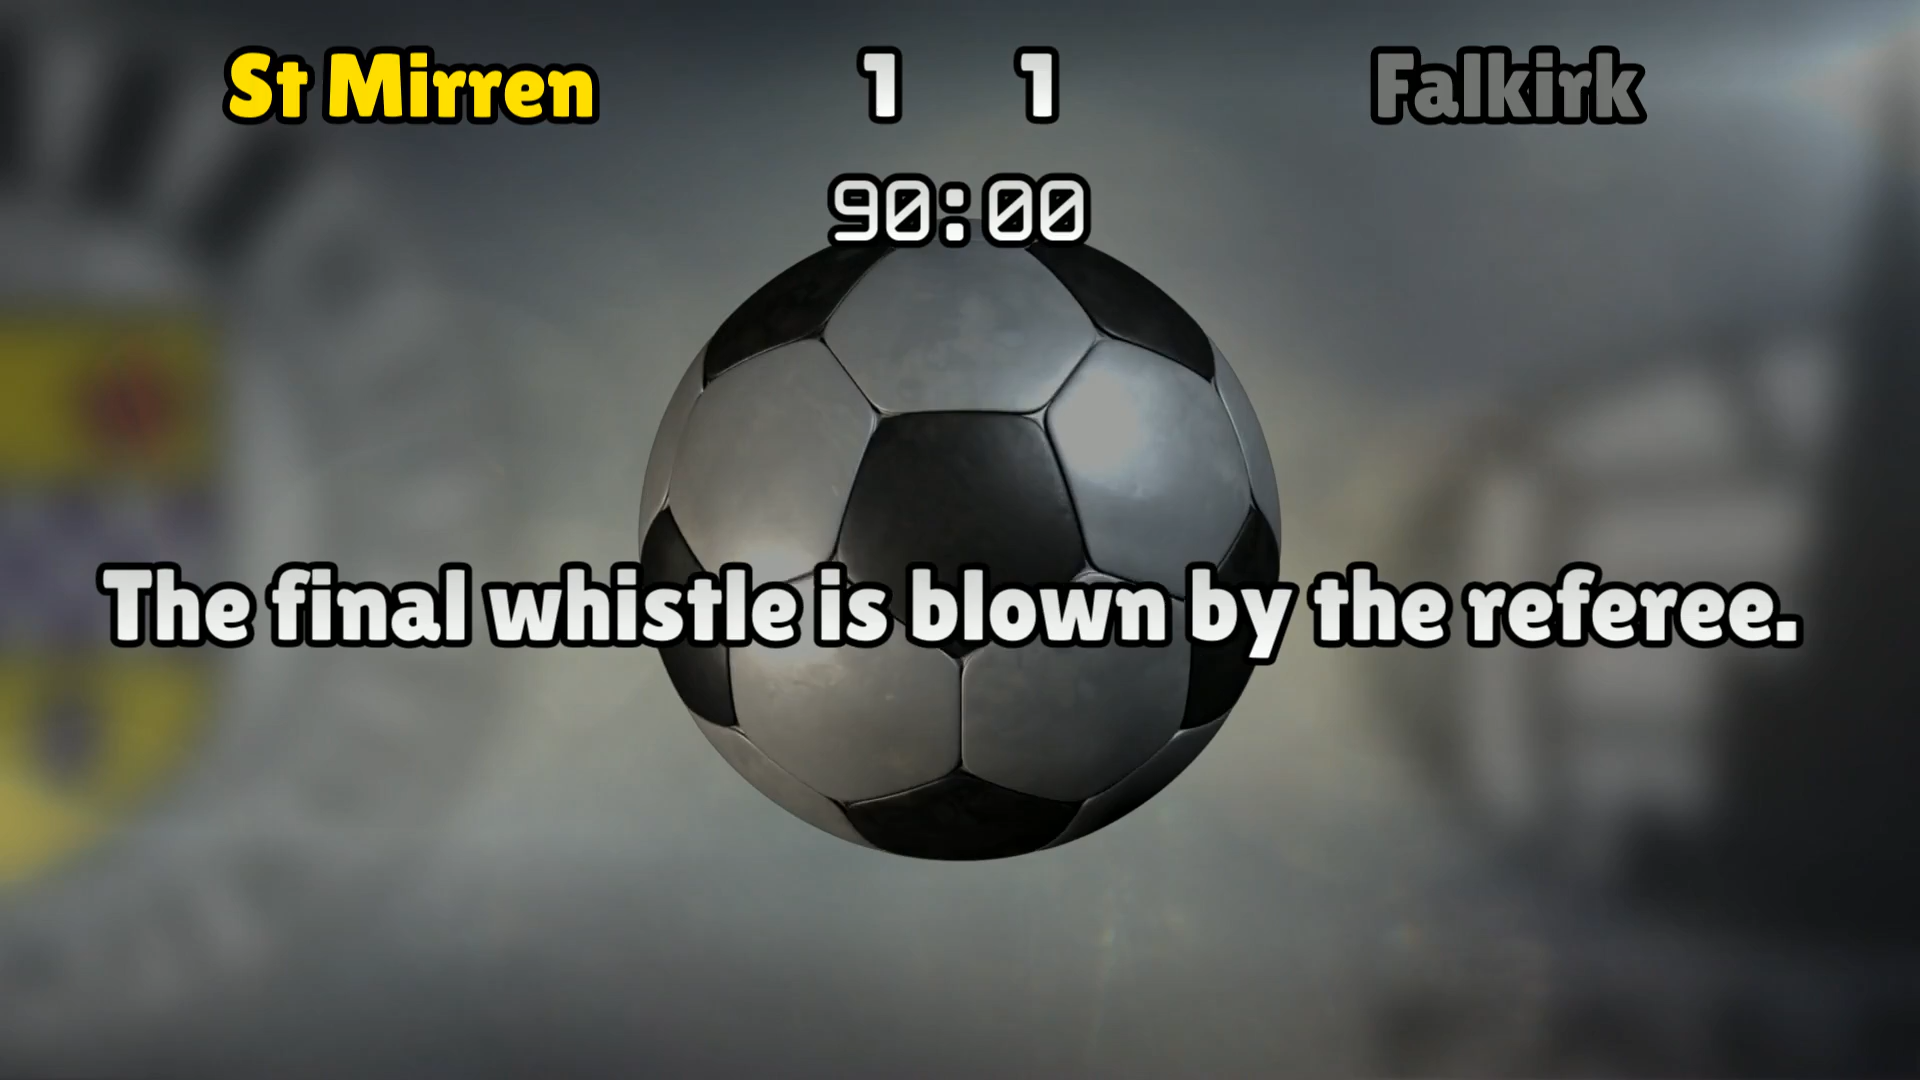 St Mirren 1 1 Falkirk
90:00
The final whistle is blown by the referee.